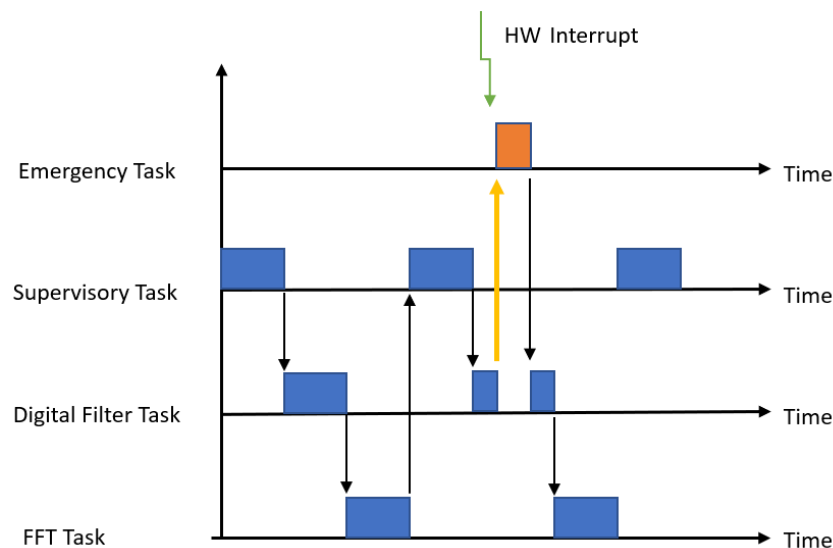 HW Interrupt
Emergency Task
Time
Supervisory Task
Time
Digital Filter Task
Time
FFT Task
Time